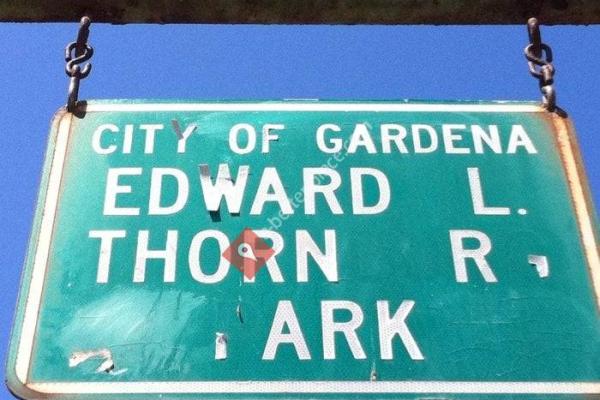 CITY OF GARDENA
EDWARD L.
THORN R
ARK